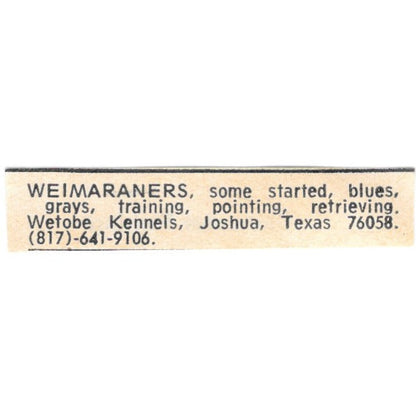 WEIMARANERS, some started, blues,
grays, training, pointing, retrieving.
Wetobe Kennels, Joshua, Texas 76058.
(817)-641-9106.